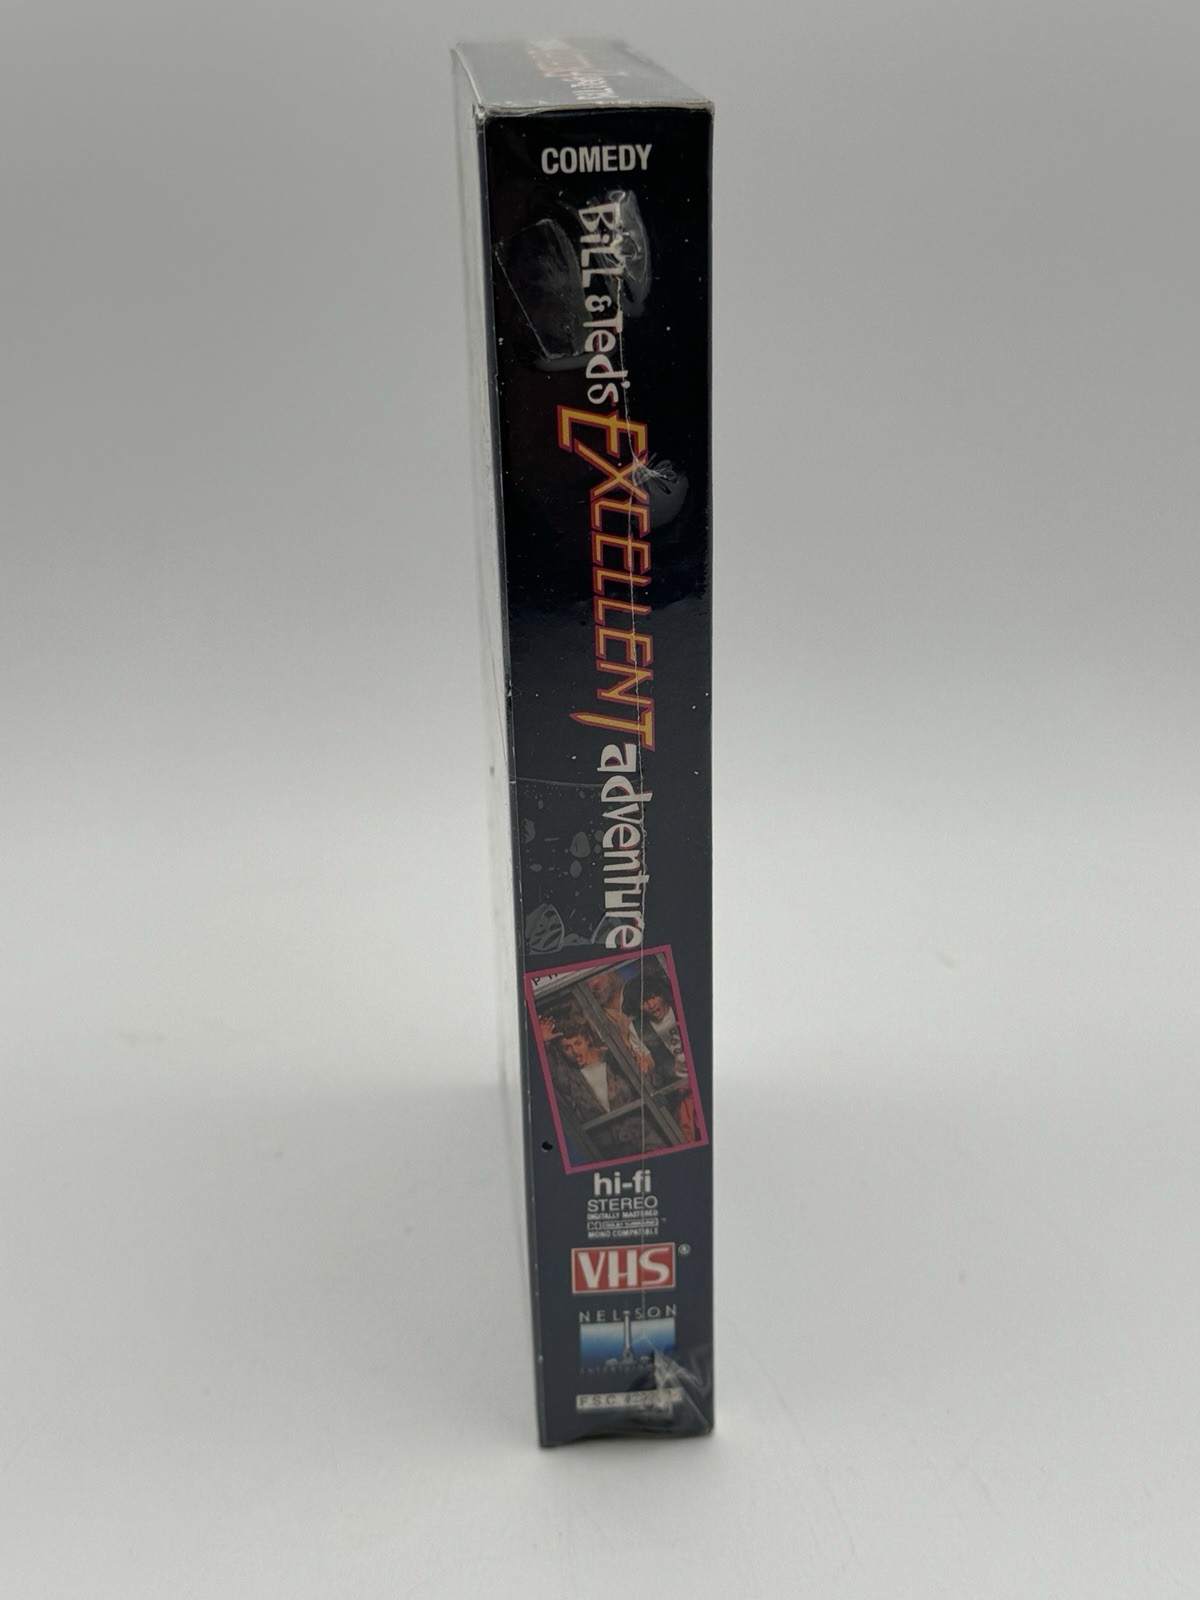 COMEDY
Bill & Ted's EXCELLENT adventure
hi-fi
STEREO
DIGITALLY MASTERED
MONO COMPATIBLE
VHS®
NELSON
F.S.C.